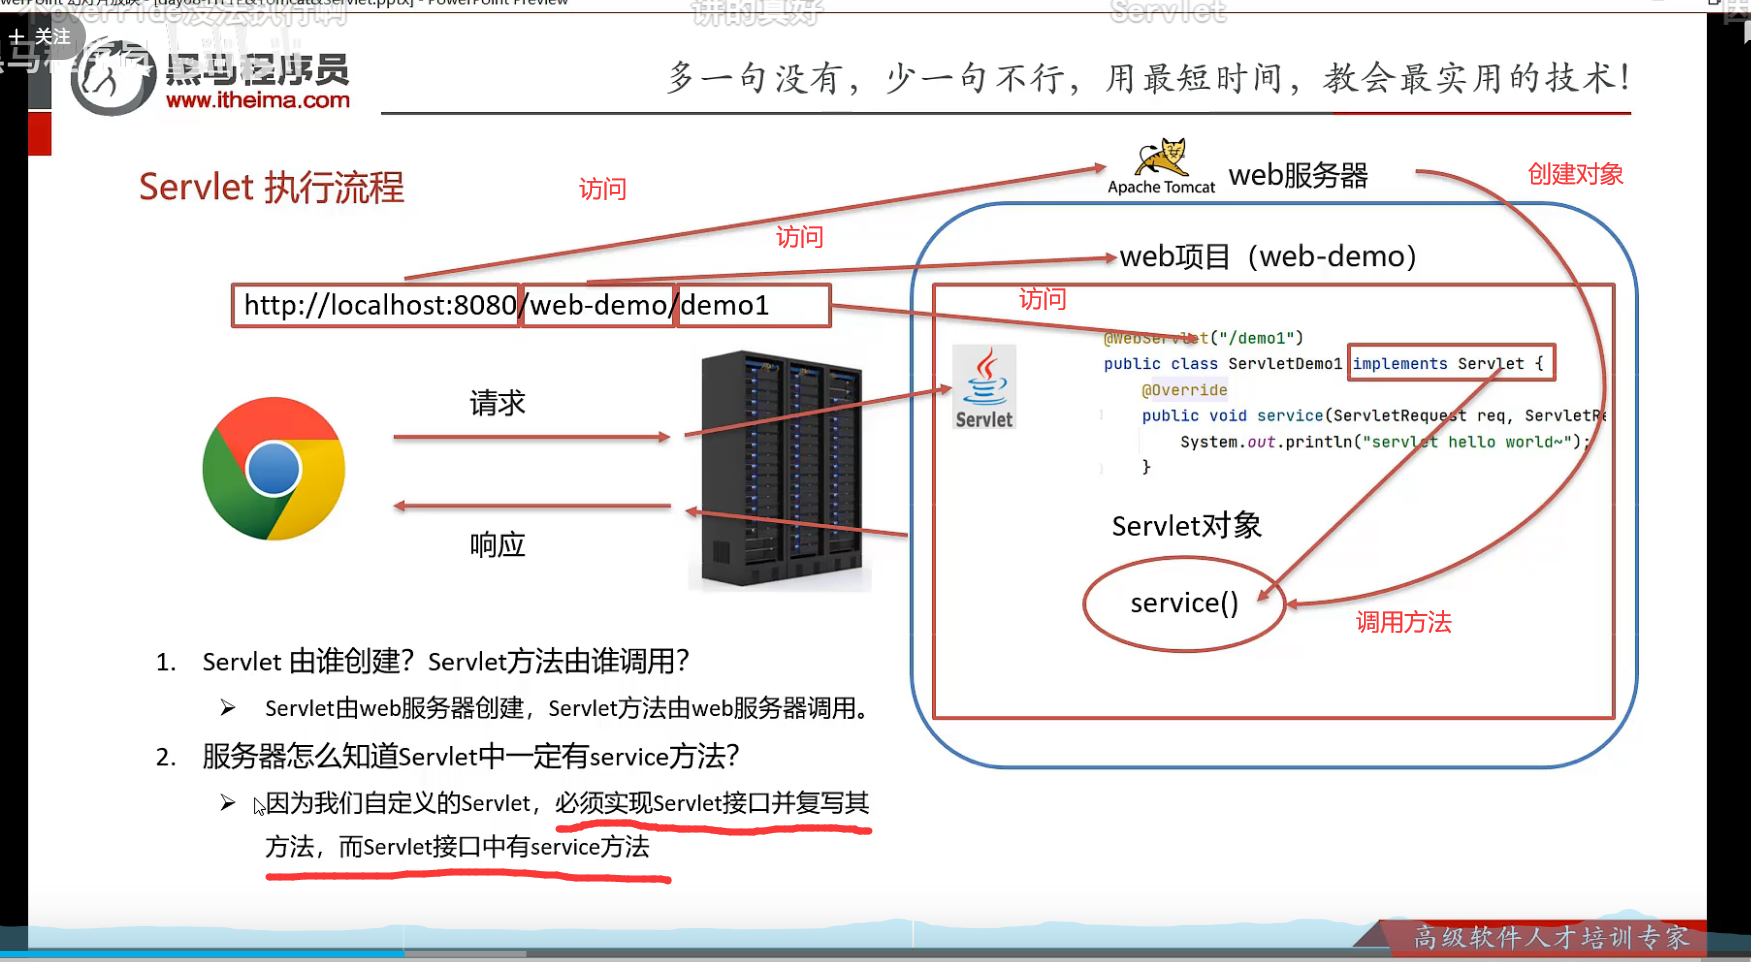 讲的真好
Servlet
+ 关注
黑马程序员
www.itheima.com
多一句没有，少一句不行，用最短时间，教会最实用的技术！
Servlet 执行流程
访问
Apache Tomcat
web服务器
创建对象
访问
web项目（web-demo）
http://localhost:8080/web-demo/demo1
访问
@WebServlet("/demo1")
public class ServletDemo1 implements Servlet {
@Override
public void service(ServletRequest req, ServletRe
System.out.println("servlet hello world~");
}
Servlet
请求
响应
Servlet对象
service()
调用方法
1. Servlet 由谁创建？Servlet方法由谁调用？
➢ Servlet由web服务器创建，Servlet方法由web服务器调用。
2. 服务器怎么知道Servlet中一定有service方法？
➢ 因为我们自定义的Servlet，必须实现Servlet接口并复写其
方法，而Servlet接口中有service方法
高级软件人才培训专家